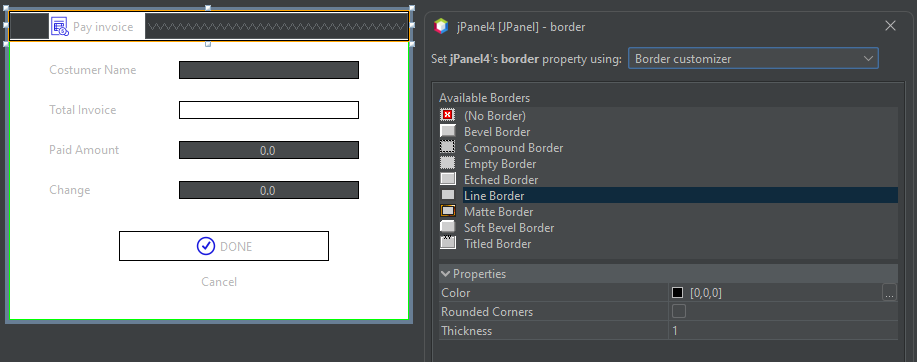 Pay invoice
Costumer Name
Total Invoice
Paid Amount
0.0
Change
0.0
DONE
Cancel
jPanel4 [JPanel] - border
Set jPanel4's border property using:
Border customizer
Available Borders
(No Border)
Bevel Border
Compound Border
Empty Border
Etched Border
Line Border
Matte Border
Soft Bevel Border
XY
Titled Border
Properties
Color
[0,0,0]
...
Rounded Corners
Thickness
1